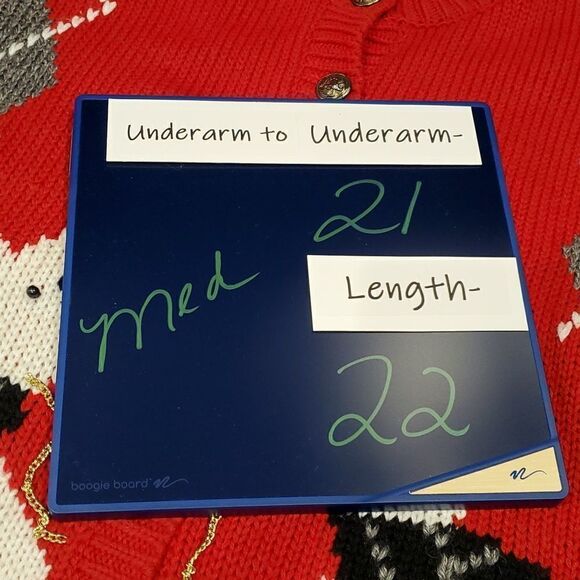 Underarm to Underarm-
21
med
Length-
22
boogie board